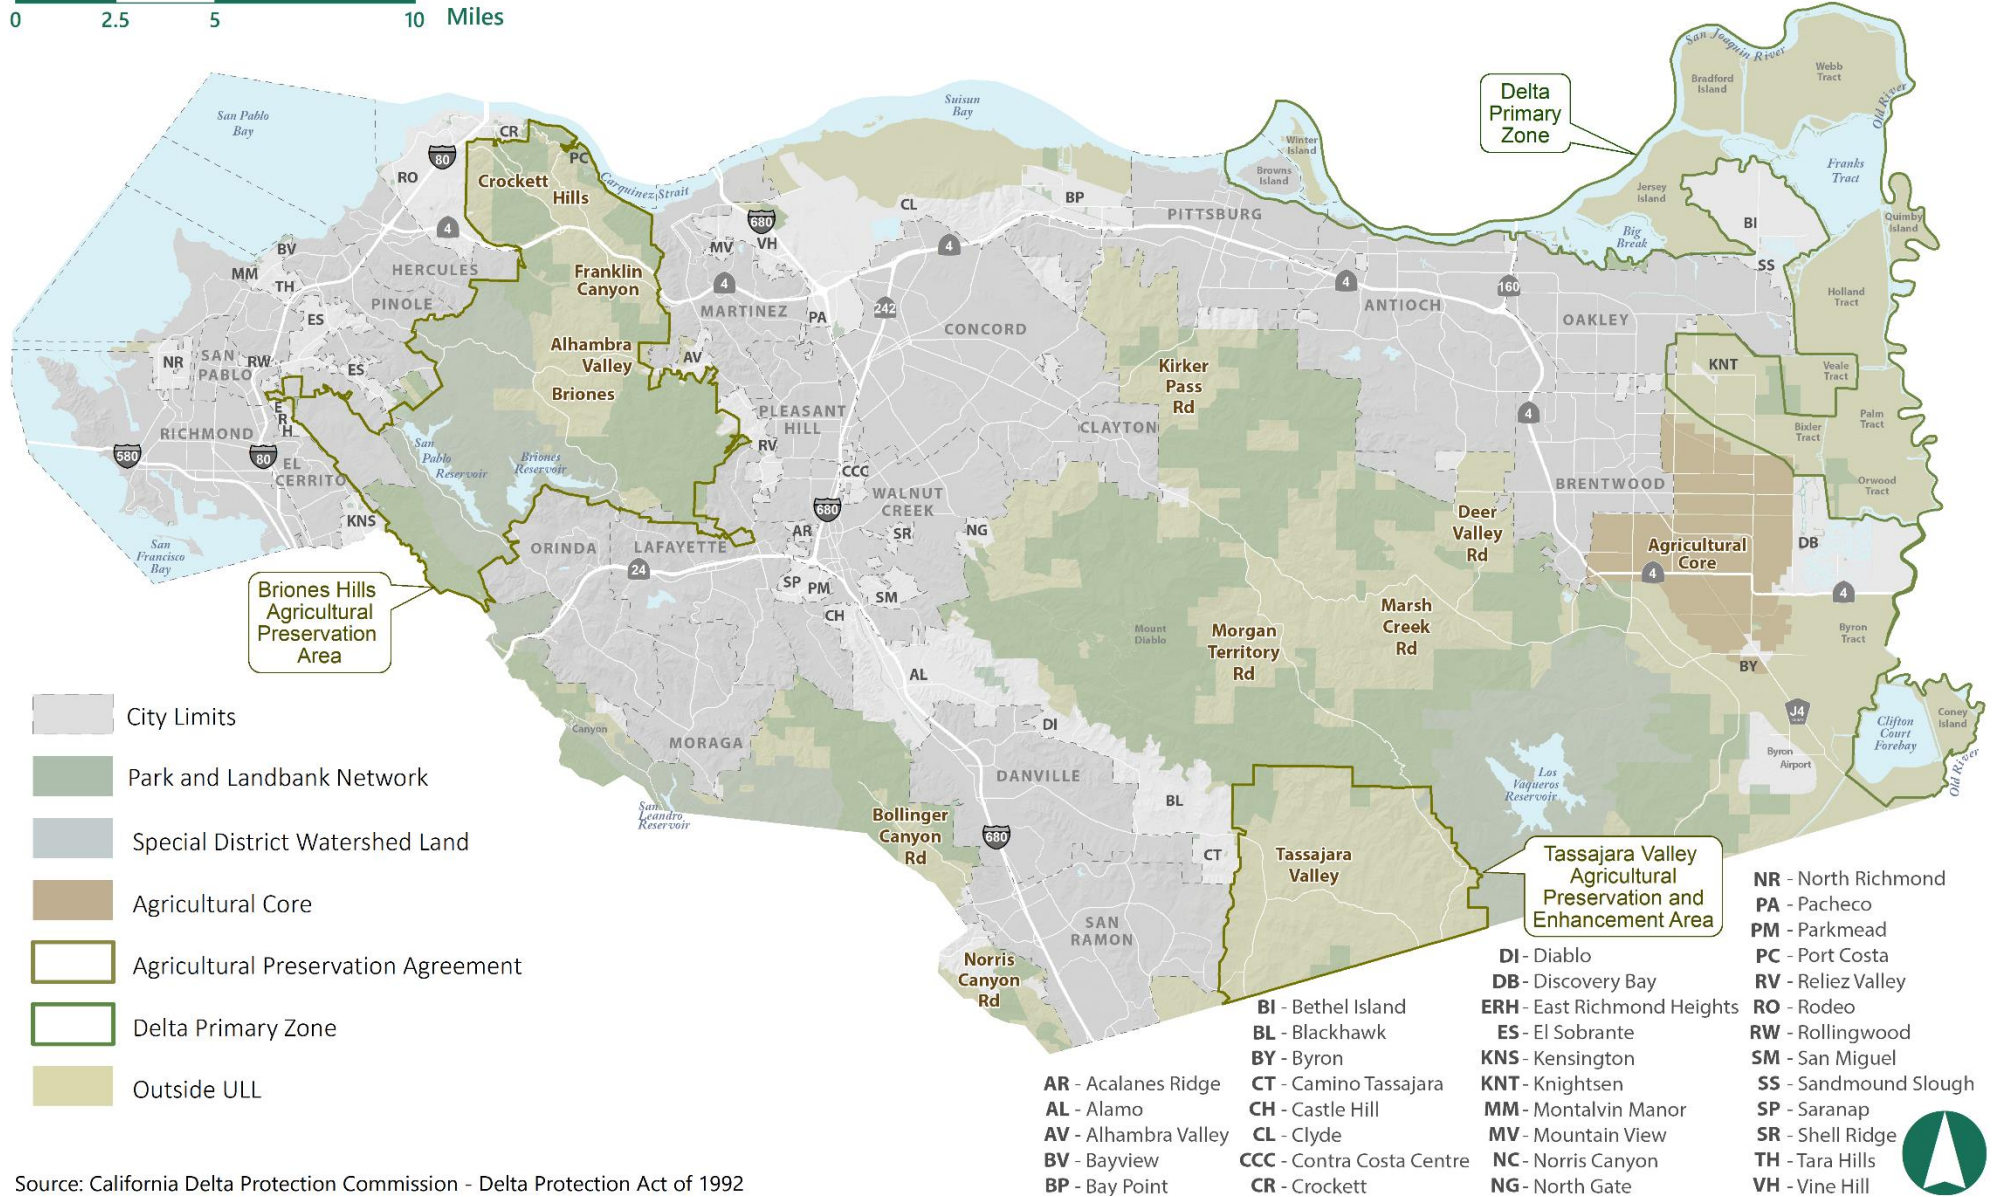 0 2.5 5 10 Miles
San Pablo
Bay
Suisun
Bay
Carquinez Strait
San Joaquin River
Old River
Bradford
Island
Webb
Tract
Delta
Primary
Zone
Winter
Island
Browns
Island
Jersey
Island
Franks
Tract
Quimby
Island
Big
Break
Holland
Tract
Veale
Tract
Palm
Tract
Bixler
Tract
Orwood
Tract
Byron
Tract
Coney
Island
Clifton
Court
Forebay
Old River
CR
80
RO
PC
Crockett
Hills
4
BV
MM
TH
HERCULES
PINOLE
ES
Franklin
Canyon
Alhambra
Valley
Briones
NR
SAN
PABLO
RW
ES
E
R
H
RICHMOND
580
80
EL
CERRITO
KNS
San
Francisco
Bay
San
Pablo
Reservoir
Briones
Reservoir
Briones Hills
Agricultural
Preservation
Area
680
MV
VH
4
MARTINEZ
PA
AV
CL
4
242
BP
CONCORD
PITTSBURG
PLEASANT
HILL
RV
CCC
WALNUT
CREEK
680
AR
SR
NG
CLAYTON
Kirker
Pass
Rd
ORINDA
LAFAYETTE
24
SP
PM
SM
CH
AL
MORAGA
Canyon
San
Leandro
Reservoir
DI
DANVILLE
BL
Bollinger
Canyon
Rd
680
CT
SAN
RAMON
Norris
Canyon
Rd
Tassajara
Valley
Mount
Diablo
Morgan
Territory
Rd
Marsh
Creek
Rd
Deer
Valley
Rd
4
ANTIOCH
160
OAKLEY
BI
SS
KNT
4
BRENTWOOD
Agricultural
Core
4
DB
4
BY
J4
Byron
Airport
Los
Vaqueros
Reservoir
Tassajara Valley
Agricultural
Preservation and
Enhancement Area
City Limits
Park and Landbank Network
Special District Watershed Land
Agricultural Core
Agricultural Preservation Agreement
Delta Primary Zone
Outside ULL
AR - Acalanes Ridge
AL - Alamo
AV - Alhambra Valley
BV - Bayview
BP - Bay Point
BI - Bethel Island
BL - Blackhawk
BY - Byron
CT - Camino Tassajara
CH - Castle Hill
CL - Clyde
CCC - Contra Costa Centre
CR - Crockett
DI - Diablo
DB - Discovery Bay
ERH - East Richmond Heights
ES - El Sobrante
KNS - Kensington
KNT - Knightsen
MM - Montalvin Manor
MV - Mountain View
NC - Norris Canyon
NG - North Gate
NR - North Richmond
PA - Pacheco
PM - Parkmead
PC - Port Costa
RV - Reliez Valley
RO - Rodeo
RW - Rollingwood
SM - San Miguel
SS - Sandmound Slough
SP - Saranap
SR - Shell Ridge
TH - Tara Hills
VH - Vine Hill
Source: California Delta Protection Commission - Delta Protection Act of 1992